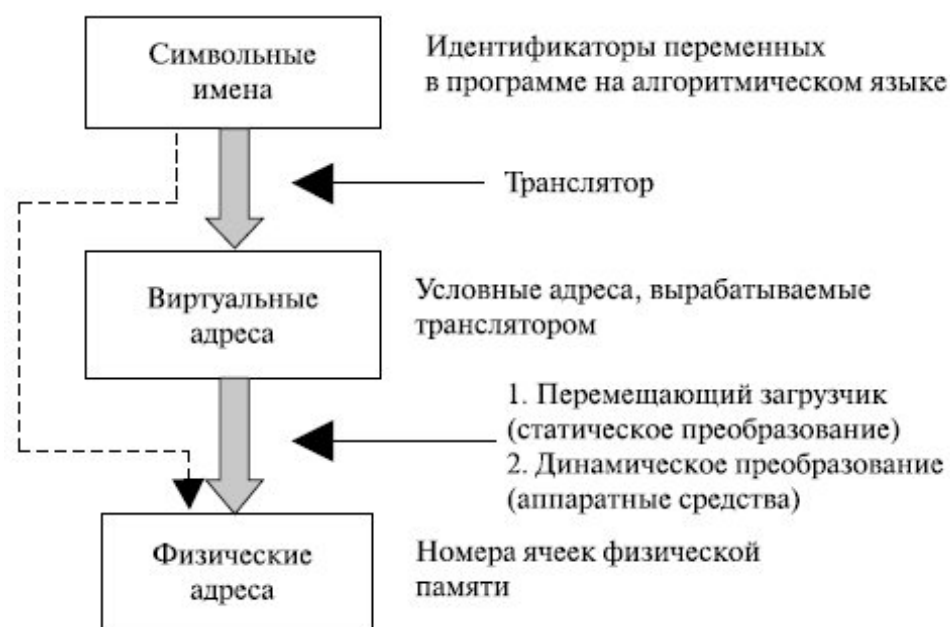 Символьные
имена
Идентификаторы переменных
в программе на алгоритмическом языке
Транслятор
Виртуальные
адреса
Условные адреса, вырабатываемые
транслятором
1. Перемещающий загрузчик
(статическое преобразование)
2. Динамическое преобразование
(аппаратные средства)
Физические
адреса
Номера ячеек физической
памяти